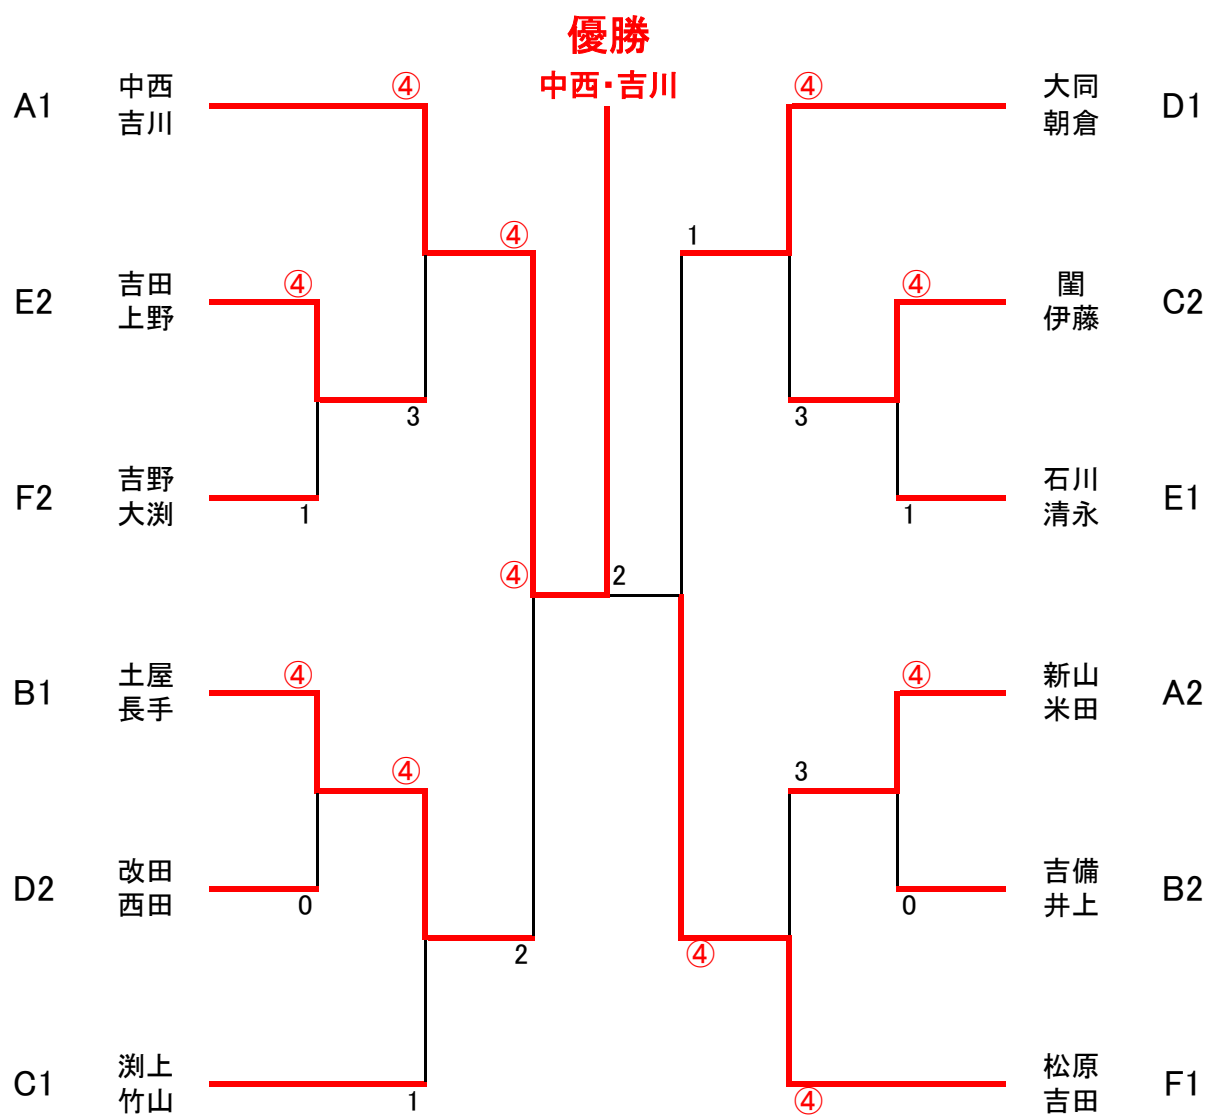 優勝
中西・吉川
A1
中西
吉川
④
④
大同
朝倉
D1
④
1
E2
吉田
上野
④
④
閨
伊藤
C2
3
3
F2
吉野
大渕
1
1
石川
清永
E1
④
2
B1
土屋
長手
④
④
新山
米田
A2
④
3
D2
改田
西田
0
0
吉備
井上
B2
2
④
C1
渕上
竹山
1
④
松原
吉田
F1